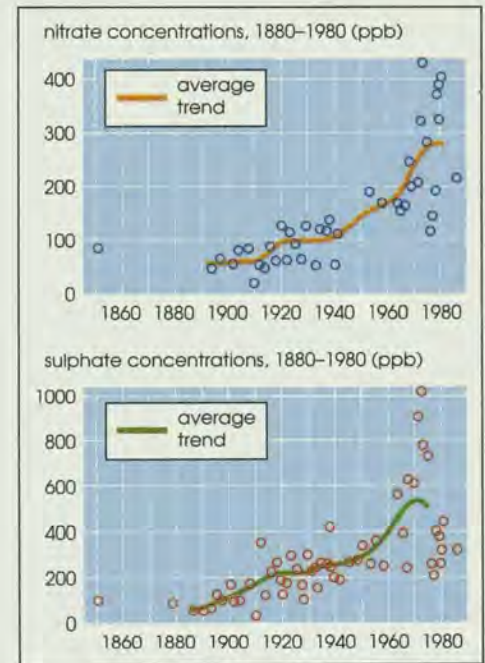 nitrate concentrations, 1880–1980 (ppb)
average
trend
400
300
200
100
0
1860 1880 1900 1920 1940 1960 1980
sulphate concentrations, 1880–1980 (ppb)
average
trend
1000
800
600
400
200
0
1860 1880 1900 1920 1940 1960 1980